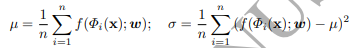 μ = 1/n ∑_{i=1}^{n} f(Φ_i(x); w); σ = 1/n ∑_{i=1}^{n} (f(Φ_i(x); w) − μ)^2